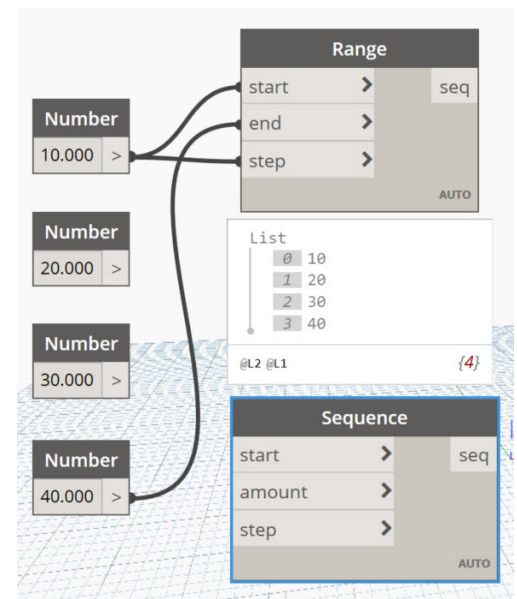 Range
start > seq
end >
step >
AUTO
Number
10.000 >
Number
20.000 >
Number
30.000 >
Number
40.000 >
List
0 10
1 20
2 30
3 40
@L2 @L1 {4}
Sequence
start > seq
amount >
step >
AUTO